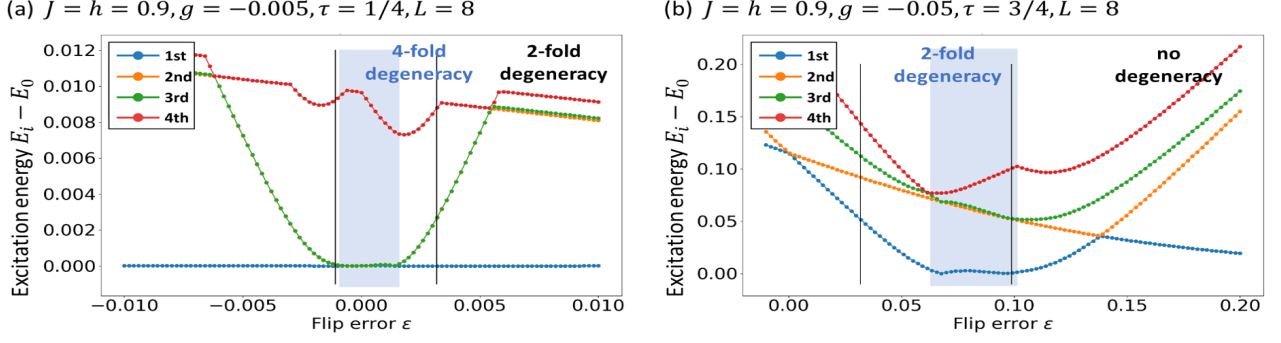 (a) J = h = 0.9, g = −0.005, τ = 1/4, L = 8
Excitation energy E_i − E_0
0.012
0.010
0.008
0.006
0.004
0.002
0.000
1st
2nd
3rd
4th
4-fold
degeneracy
2-fold
degeneracy
−0.010
−0.005
0.000
0.005
0.010
Flip error ε
(b) J = h = 0.9, g = −0.05, τ = 3/4, L = 8
Excitation energy E_i − E_0
0.20
0.15
0.10
0.05
0.00
1st
2nd
3rd
4th
2-fold
degeneracy
no
degeneracy
0.00
0.05
0.10
0.15
0.20
Flip error ε